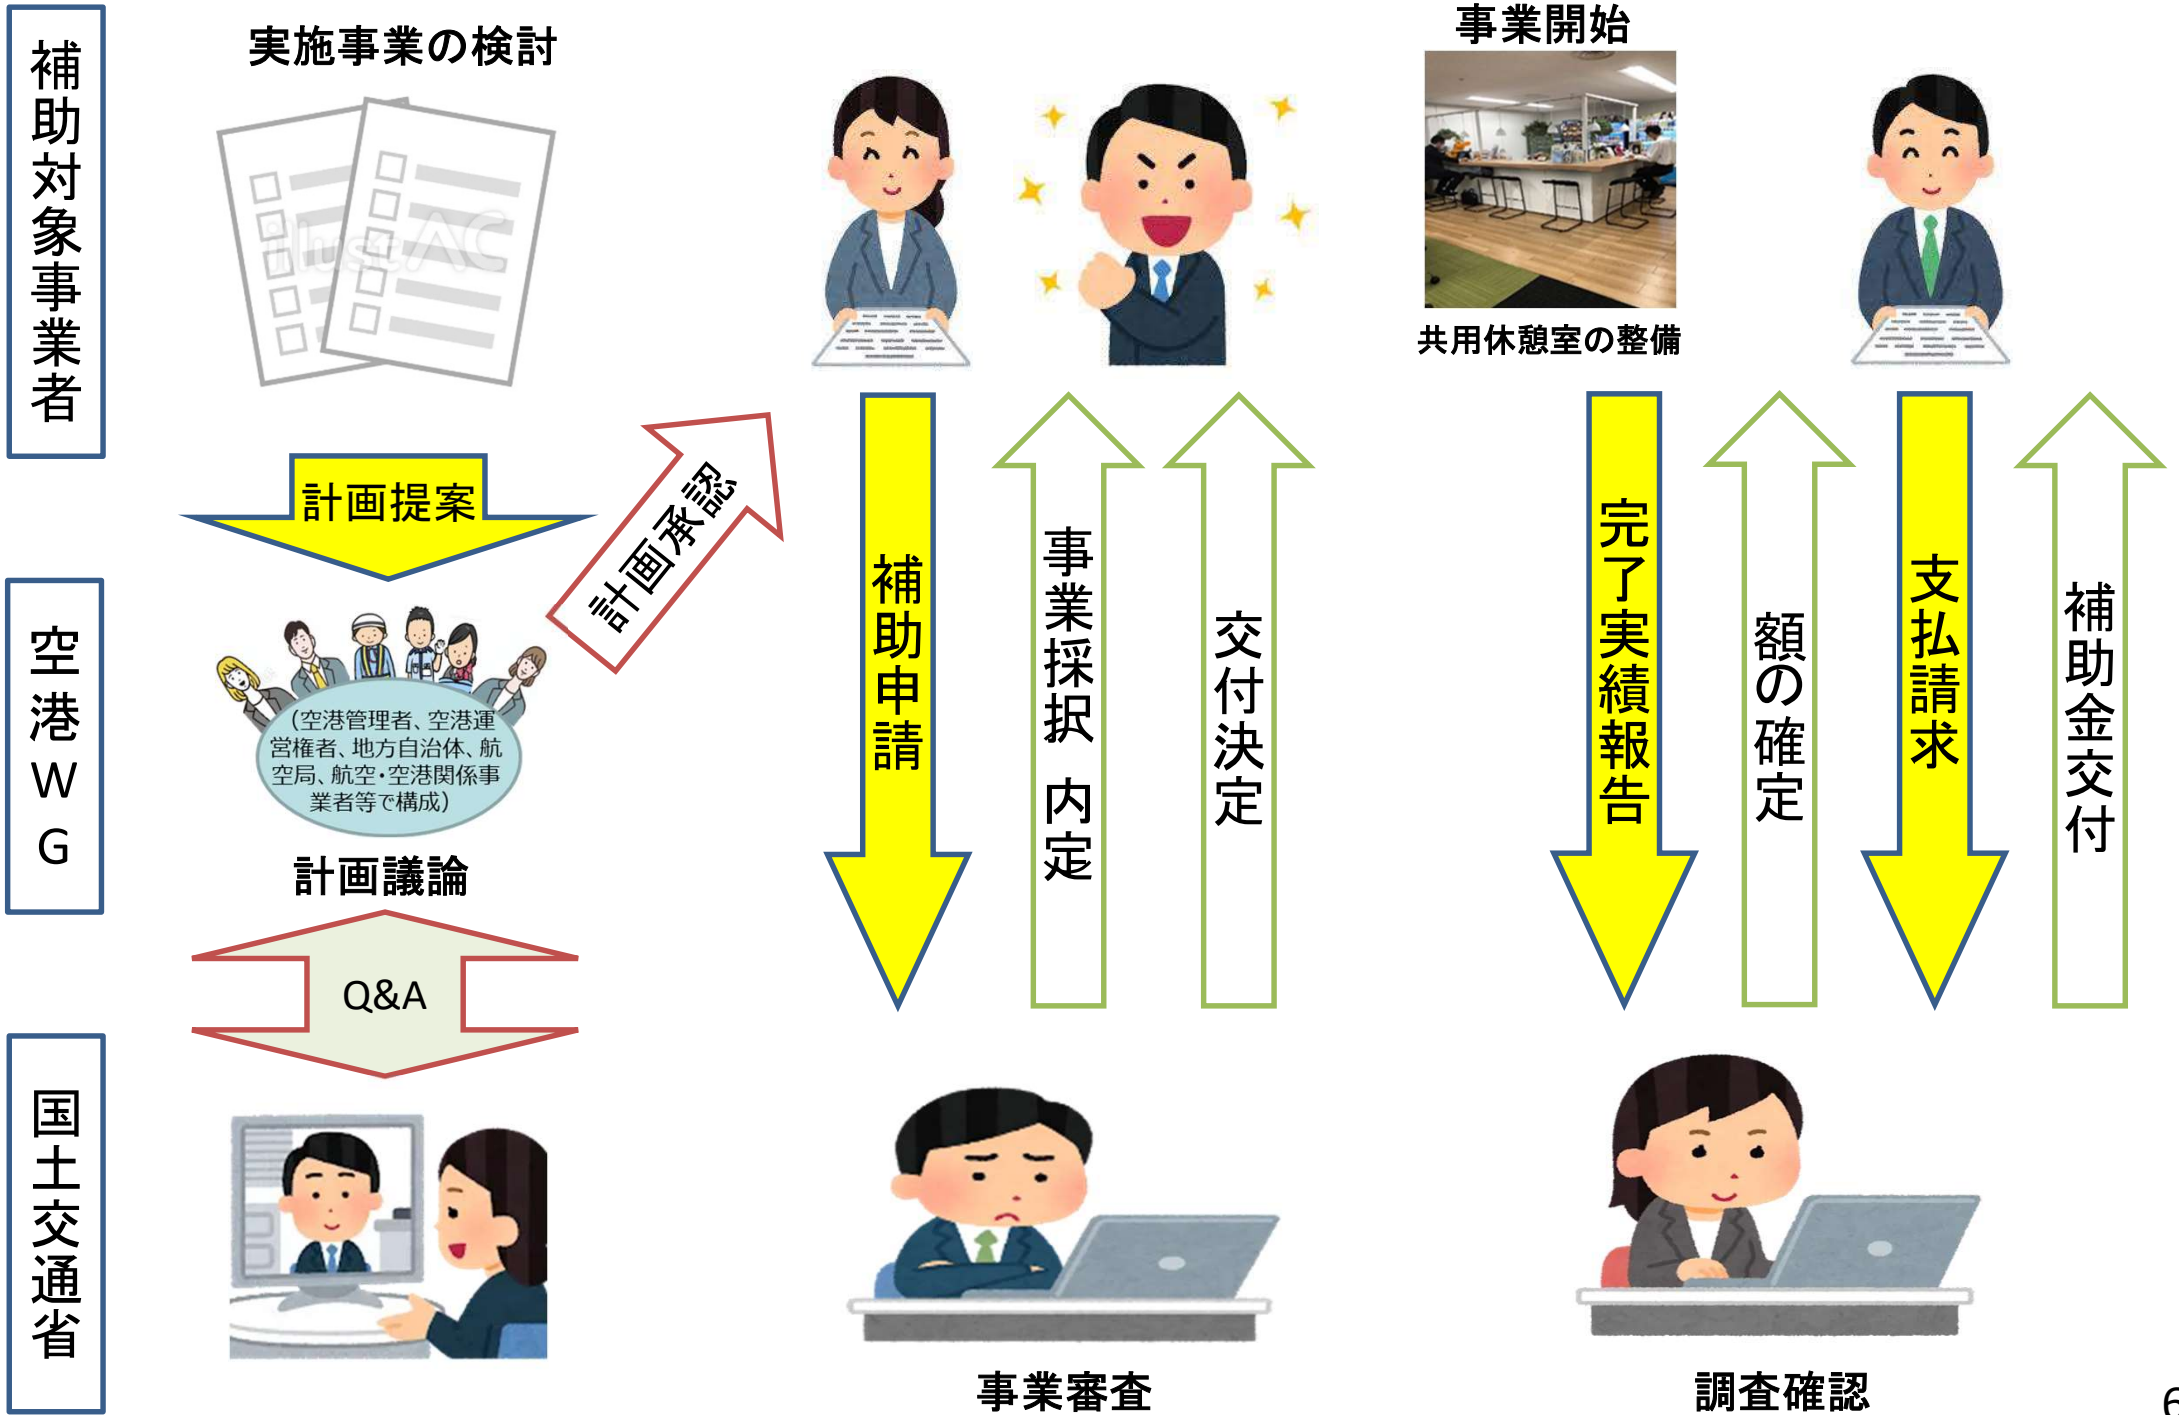 補助対象事業者
実施事業の検討
illust AC
計画提案
計画承認
空港WG
(空港管理者、空港運
営権者、地方自治体、航
空局、航空・空港関係事
業者等で構成)
計画議論
Q&A
国土交通省
補助申請
事業採択 内定
交付決定
事業審査
事業開始
共用休憩室の整備
完了実績報告
額の確定
支払請求
補助金交付
調査確認
6